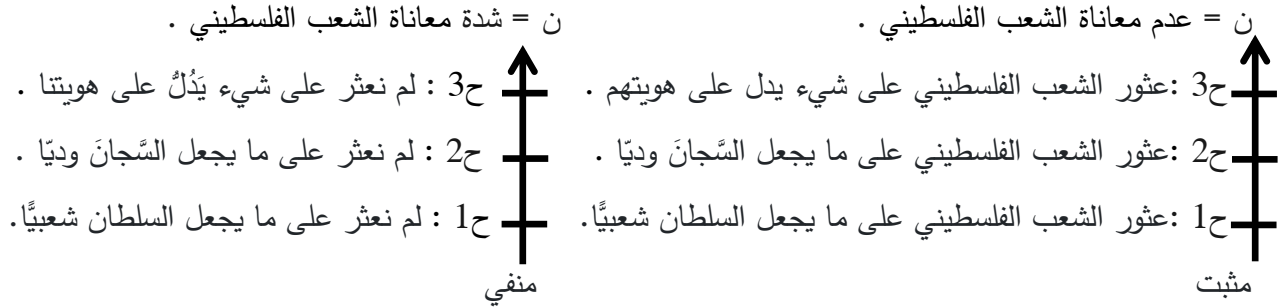 ن = عدم معاناة الشعب الفلسطيني .
ح3 :عثور الشعب الفلسطيني على شيء يدل على هويتهم .
ح2 :عثور الشعب الفلسطيني على ما يجعل السَّجانَ وديّا .
ح1 :عثور الشعب الفلسطيني على ما يجعل السلطان شعبيًّا.
مثبت
ن = شدة معاناة الشعب الفلسطيني .
ح3 : لم نعثر على شيء يَدُلُّ على هويتنا .
ح2 : لم نعثر على ما يجعل السَّجانَ وديّا .
ح1 : لم نعثر على ما يجعل السلطان شعبيًّا.
منفي